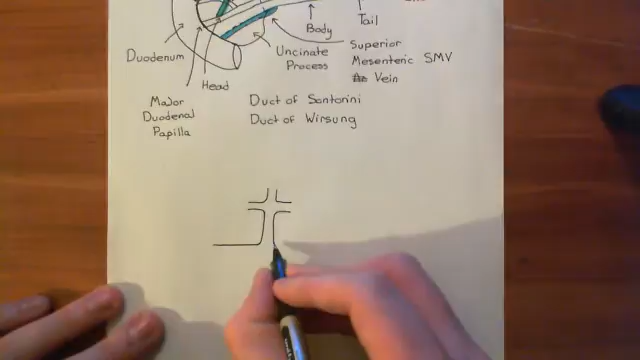 Tail
Body
Duodenum
Uncinate
Process
Superior
Mesenteric SMV
Vein
Head
Major
Duodenal
Papilla
Duct of Santorini
Duct of Wirsung